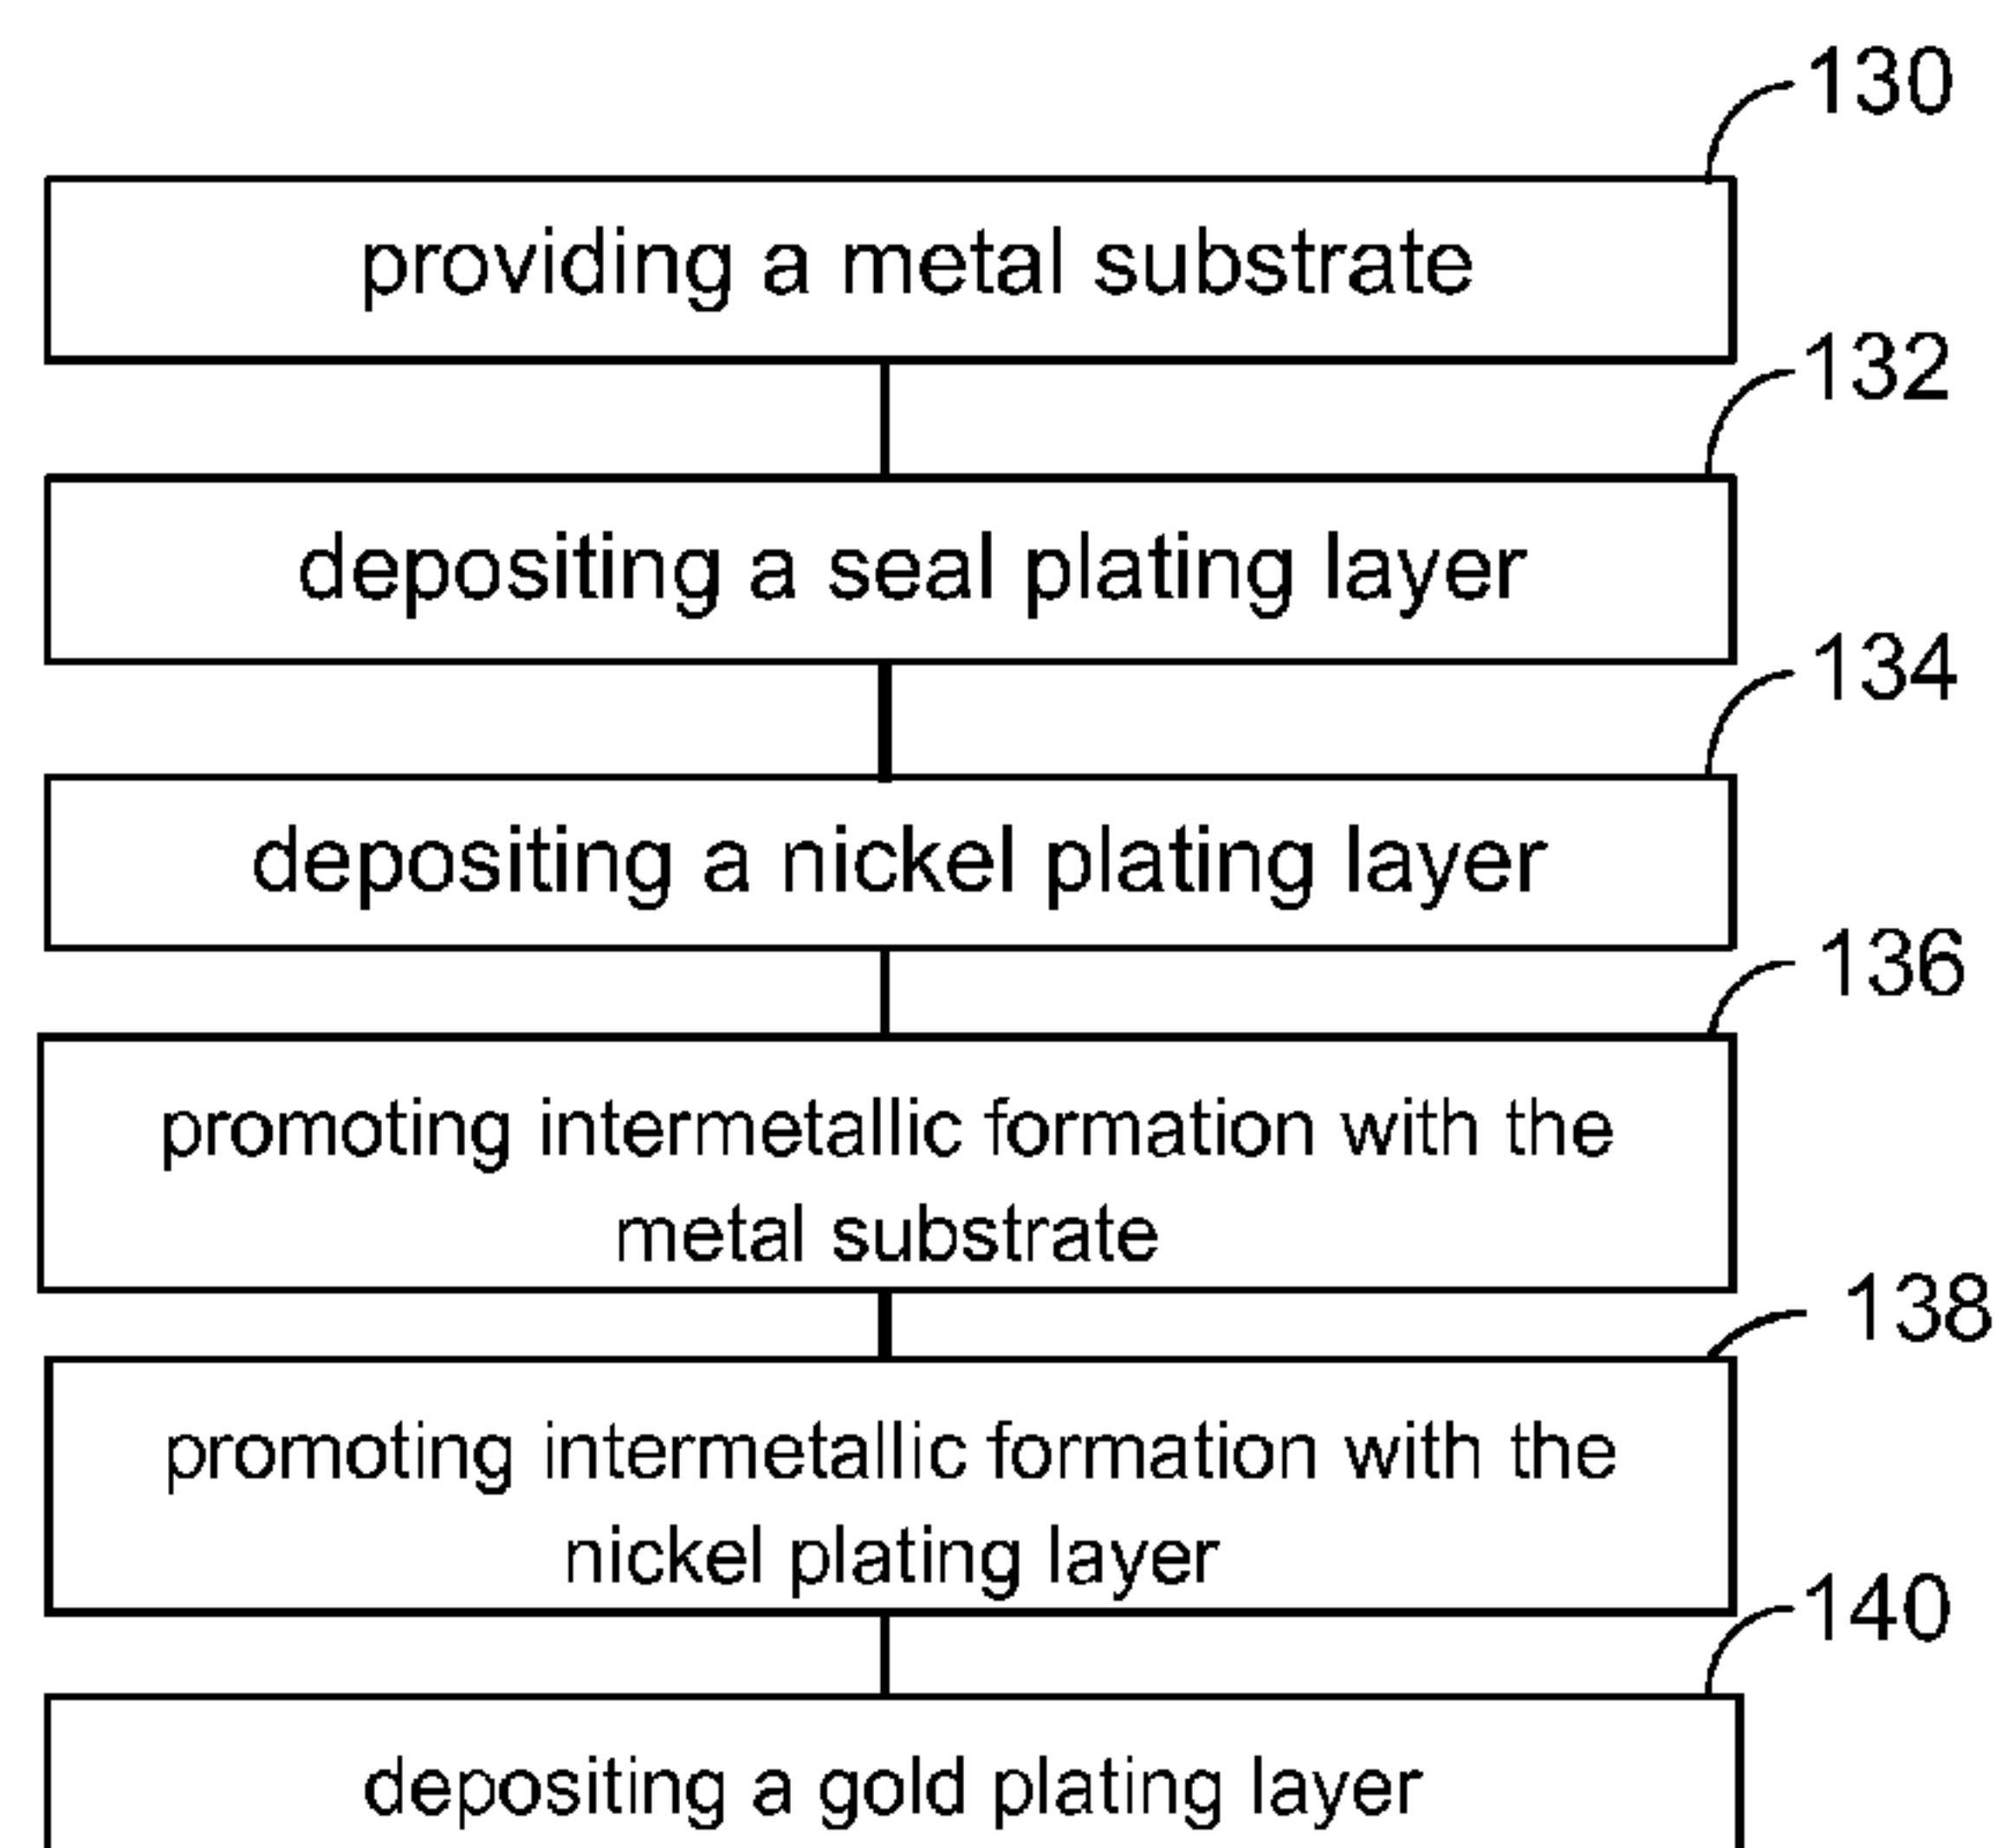 130
providing a metal substrate
132
depositing a seal plating layer
134
depositing a nickel plating layer
136
promoting intermetallic formation with the
metal substrate
138
promoting intermetallic formation with the
nickel plating layer
140
depositing a gold plating layer